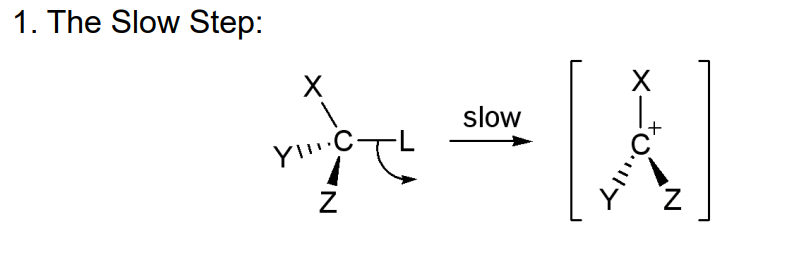 1. The Slow Step:
X
Y C L
Z
slow
X
C+
Y Z